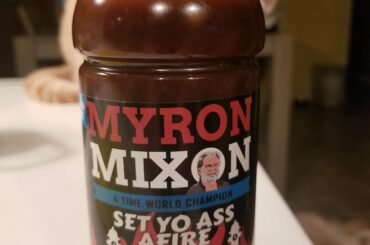 MYRON
MIXON
4 TIME WORLD CHAMPION
SET YO ASS
AFIRE